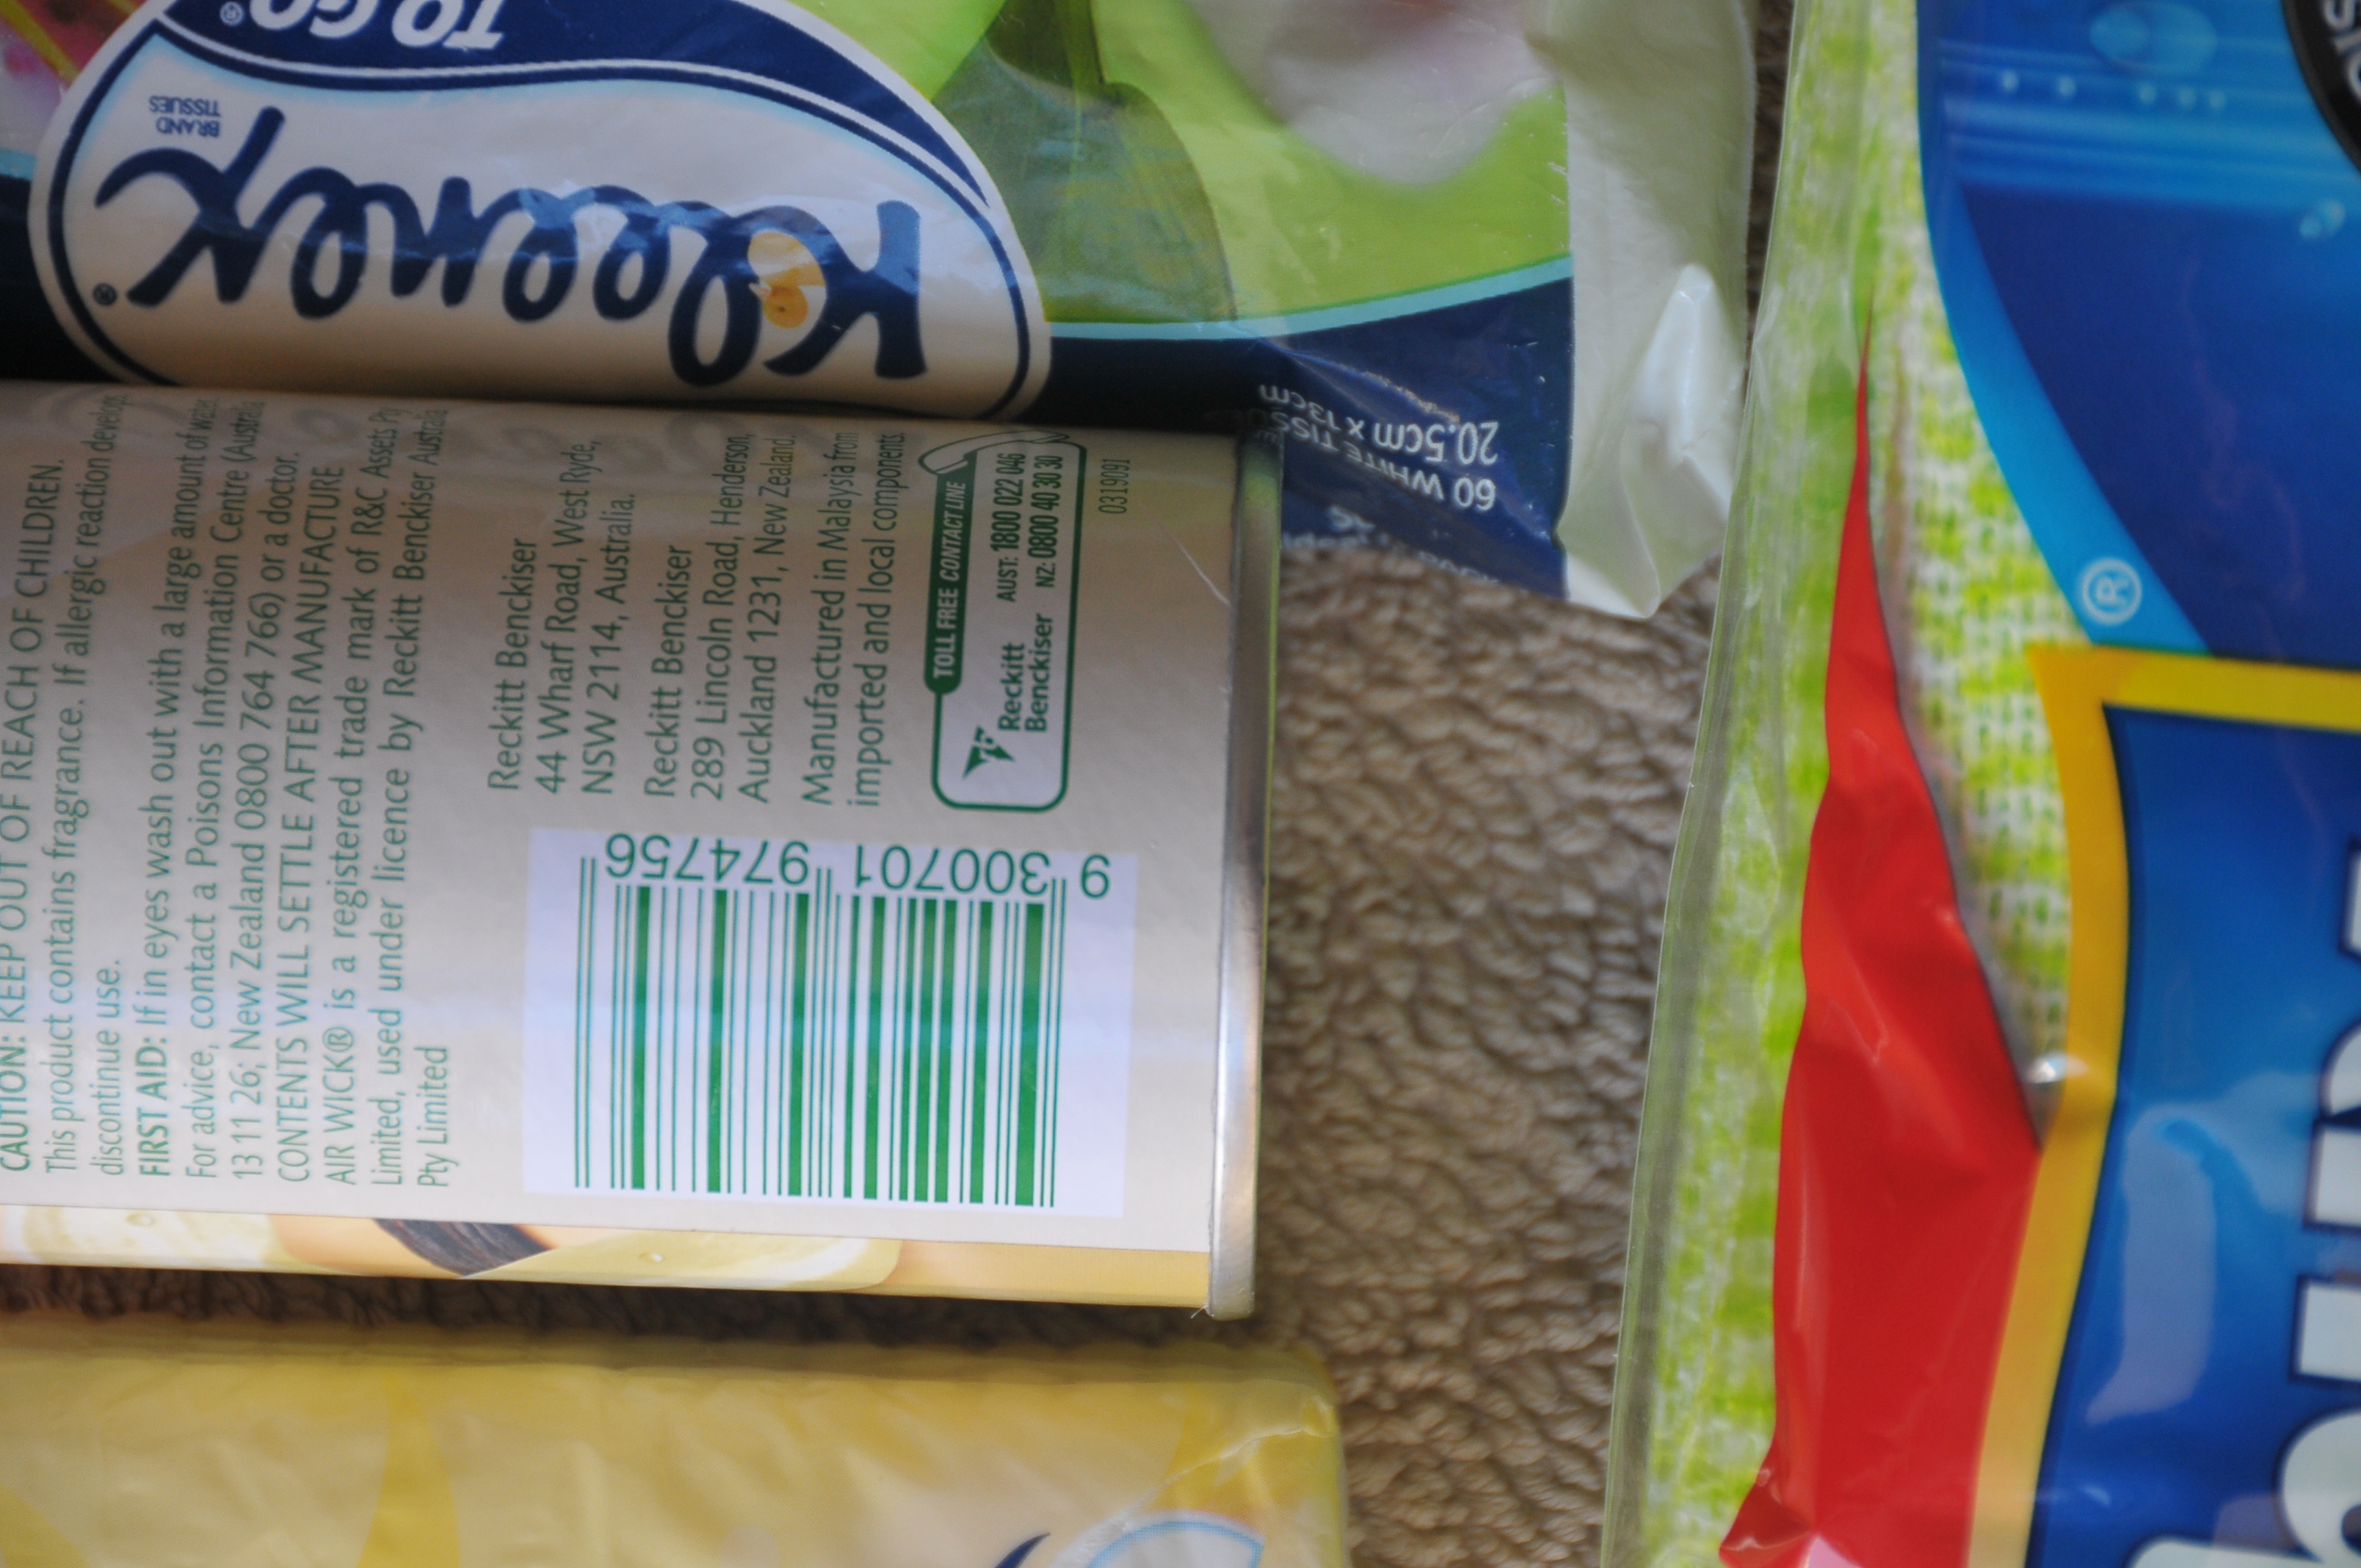 TO GO®
BRAND
TISSUES
Kleenex®
60 WHITE
20.5cm x 13cm
CAUTION: KEEP OUT OF REACH OF CHILDREN.
This product contains fragrance. If allergic reaction develops
discontinue use.
FIRST AID: If in eyes wash out with a large amount of water.
For advice, contact a Poisons Information Centre (Australia
13 11 26; New Zealand 0800 764 766) or a doctor.
CONTENTS WILL SETTLE AFTER MANUFACTURE
AIR WICK® is a registered trade mark of R&C Assets Pty
Limited, used under licence by Reckitt Benckiser Australia
Pty Limited
Reckitt Benckiser
44 Wharf Road, West Ryde,
NSW 2114, Australia.
Reckitt Benckiser
289 Lincoln Road, Henderson,
Auckland 1231, New Zealand.
Manufactured in Malaysia from
imported and local components.
TOLL FREE CONTACT LINE
Reckitt
Benckiser
AUST: 1800 022 046
NZ: 0800 40 30 30
0319091
9 300701 974756
®